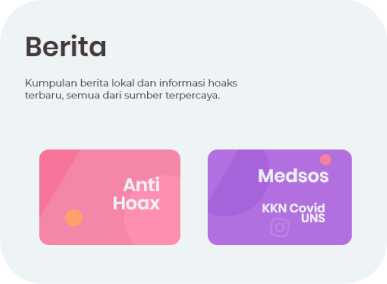 Berita
Kumpulan berita lokal dan informasi hoaks
terbaru, semua dari sumber terpercaya.
Anti
Hoax
Medsos
KKN Covid
UNS